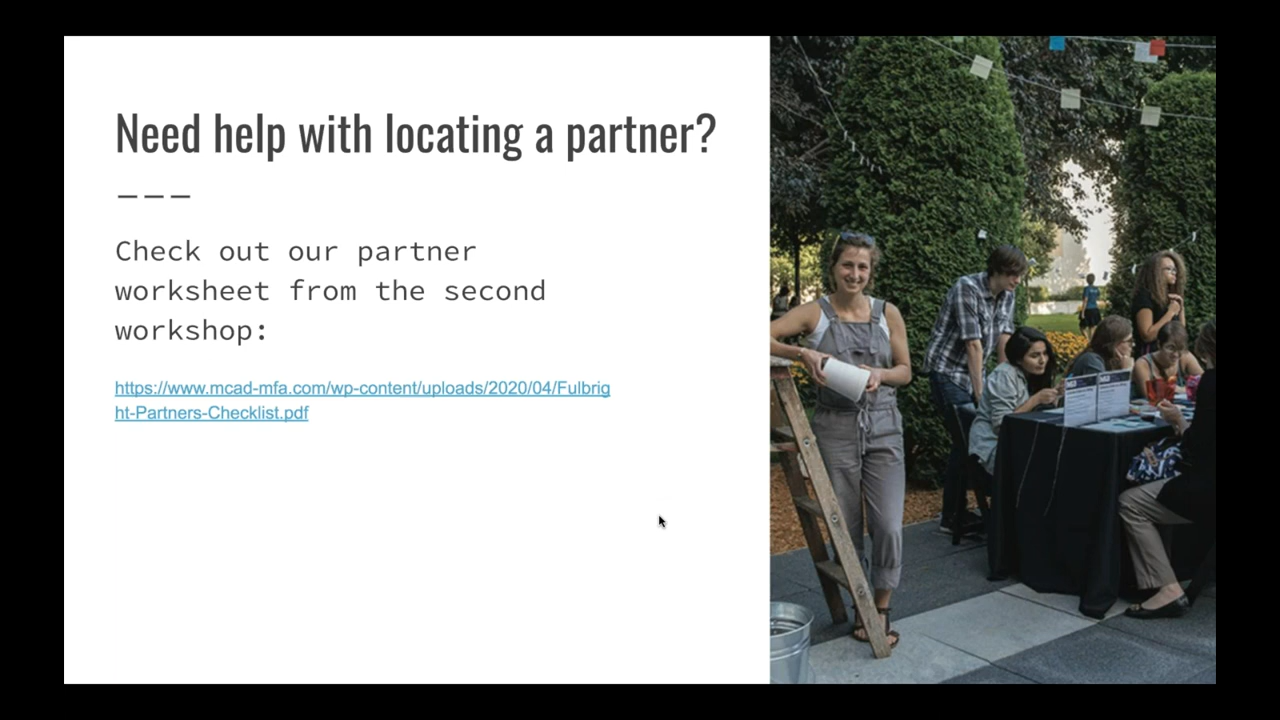 Need help with locating a partner?
Check out our partner
worksheet from the second
workshop:
https://www.mcad-mfa.com/wp-content/uploads/2020/04/Fulbrig
ht-Partners-Checklist.pdf